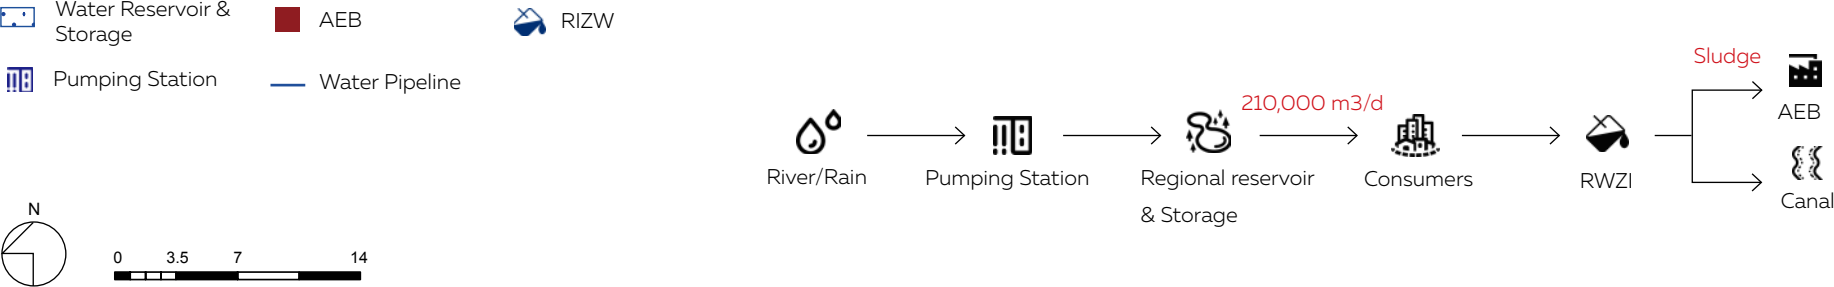 Water Reservoir &
Storage
AEB
RIZW
Pumping Station
Water Pipeline
N
0 3.5 7 14
River/Rain
Pumping Station
Regional reservoir
& Storage
210,000 m3/d
Consumers
RWZI
Sludge
AEB
Canal